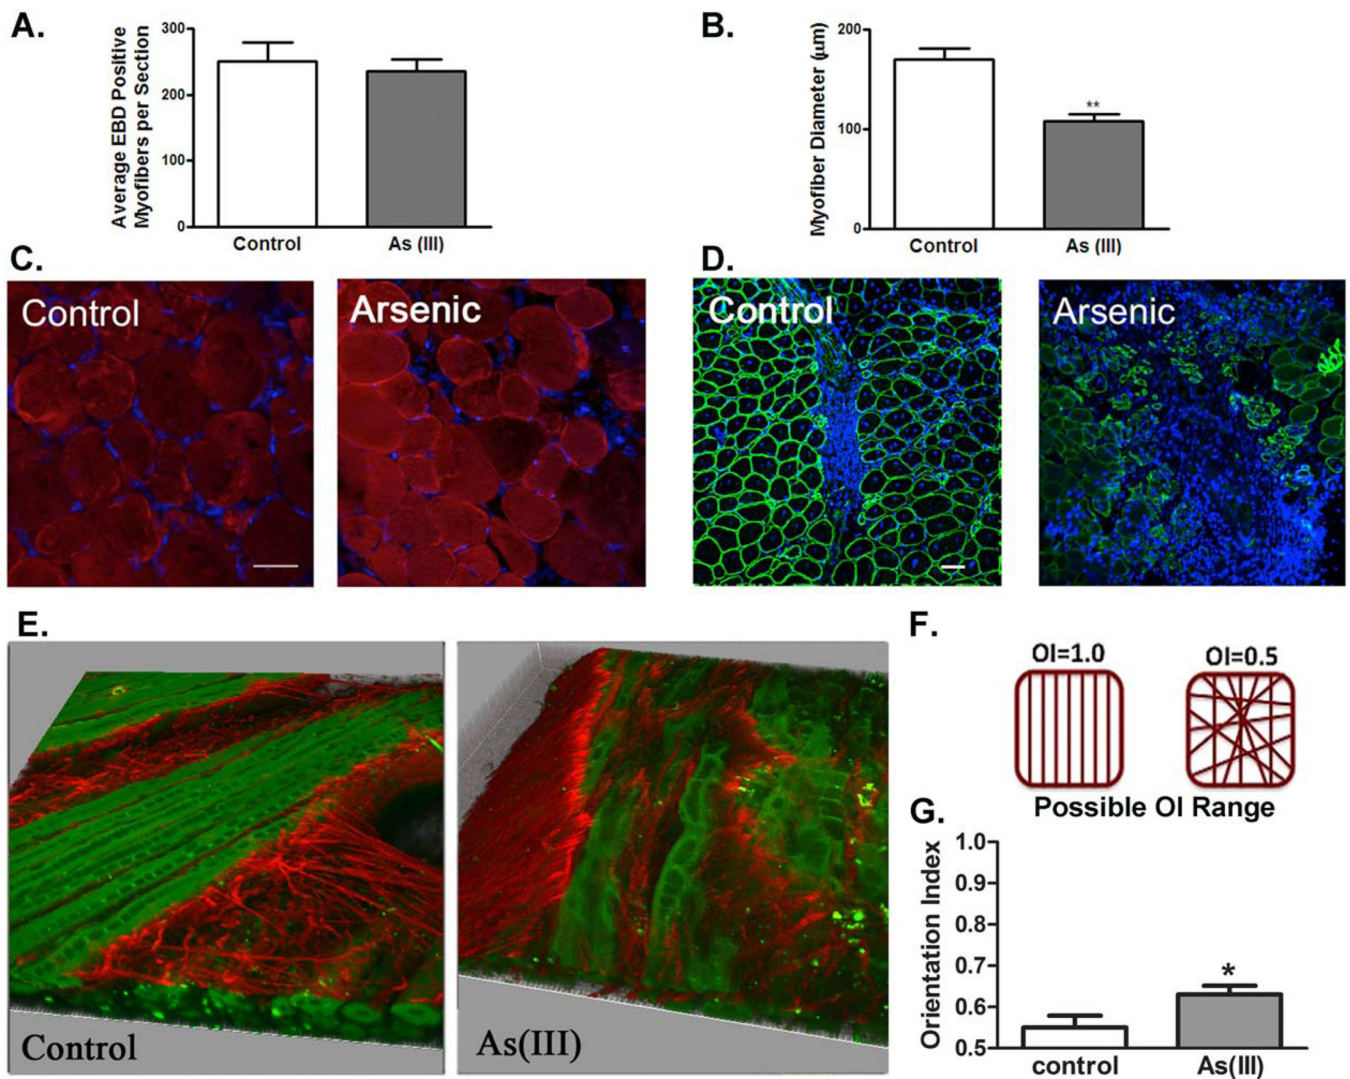 A.
Average EBD Positive
Myofibers per Section
300
200
100
0
Control
As (III)
B.
Myofiber Diameter (µm)
200
100
0
**
Control
As (III)
C.
Control
Arsenic
D.
Control
Arsenic
E.
Control
As(III)
F.
OI=1.0
OI=0.5
Possible OI Range
G.
Orientation Index
1.0
0.9
0.8
0.7
0.6
0.5
*
control
As(III)